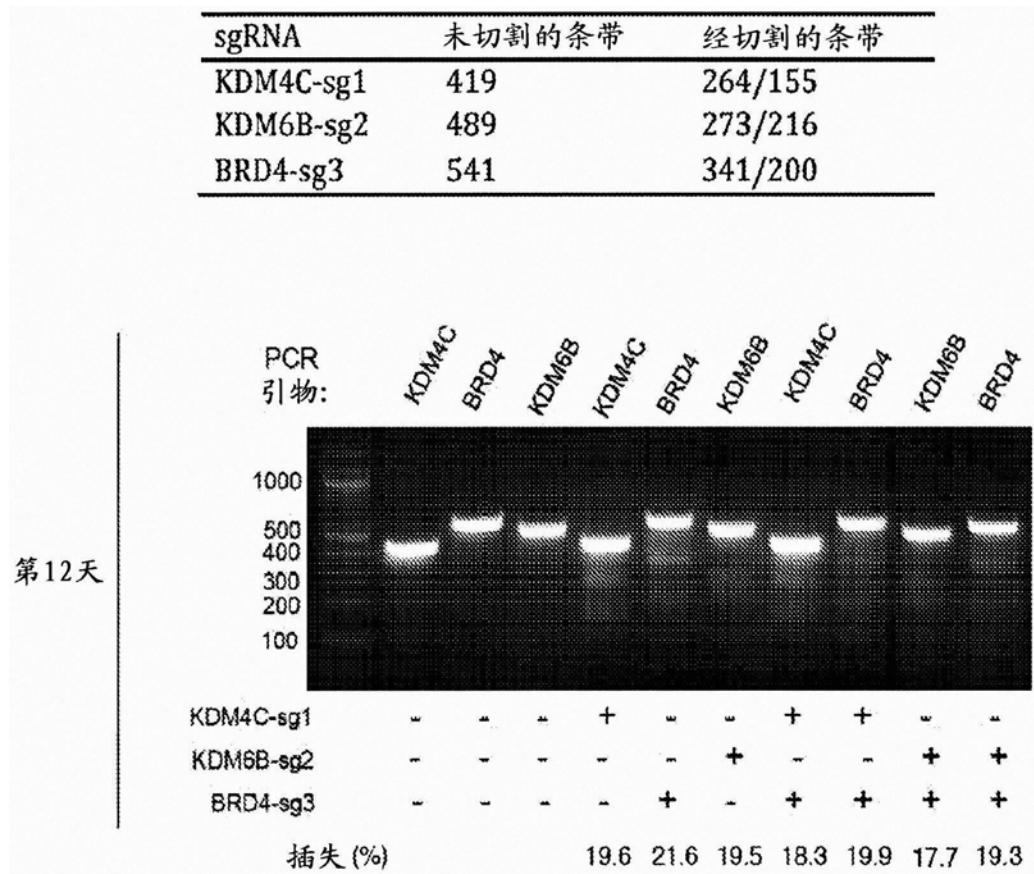 sgRNA 未切割的条带 经切割的条带
KDM4C-sg1 419 264/155
KDM6B-sg2 489 273/216
BRD4-sg3 541 341/200
PCR
引物:
KDM4C BRD4 KDM6B KDM4C BRD4 KDM6B KDM4C BRD4 KDM6B BRD4
1000
500
400
300
200
100
第12天
KDM4C-sg1 - - - + - - + + - -
KDM6B-sg2 - - - - - + - - + +
BRD4-sg3 - - - - + - + + + +
插失(%) 19.6 21.6 19.5 18.3 19.9 17.7 19.3